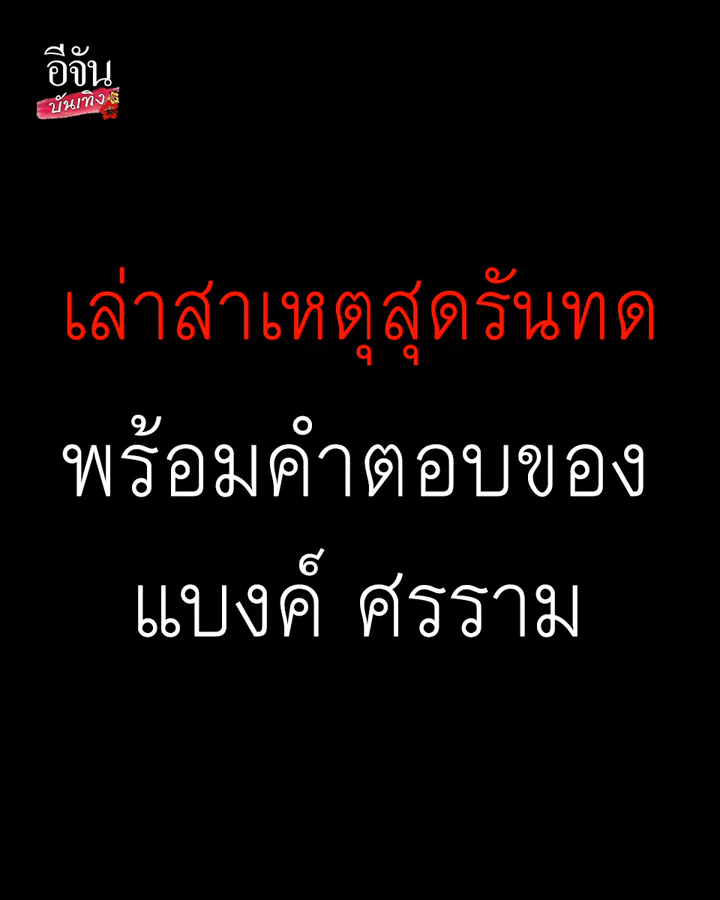 อีจัน
บันเทิง
เล่าสาเหตุสุดรันทด
พร้อมคำตอบของ
แบงค์ ศรราม